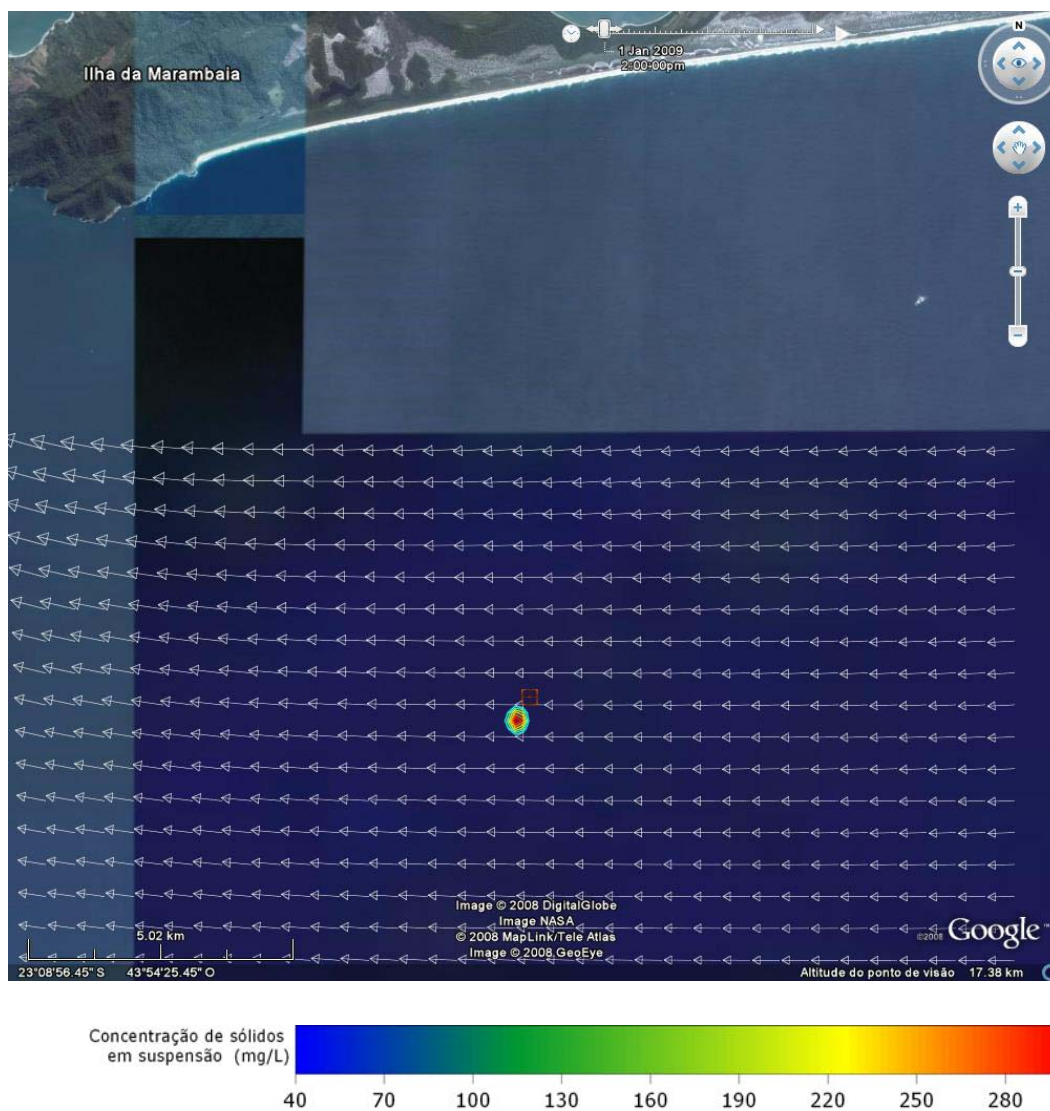 N
Ilha da Marambaia
1 Jan 2009
2:00:00pm
Image © 2008 DigitalGlobe
Image NASA
© 2008 MapLink/Tele Atlas
Image © 2008 GeoEye
5.02 km
©2008 Google™
23°08'56.45" S 43°54'25.45" O
Altitude do ponto de visão 17.38 km
Concentração de sólidos
em suspensão (mg/L)
40 70 100 130 160 190 220 250 280